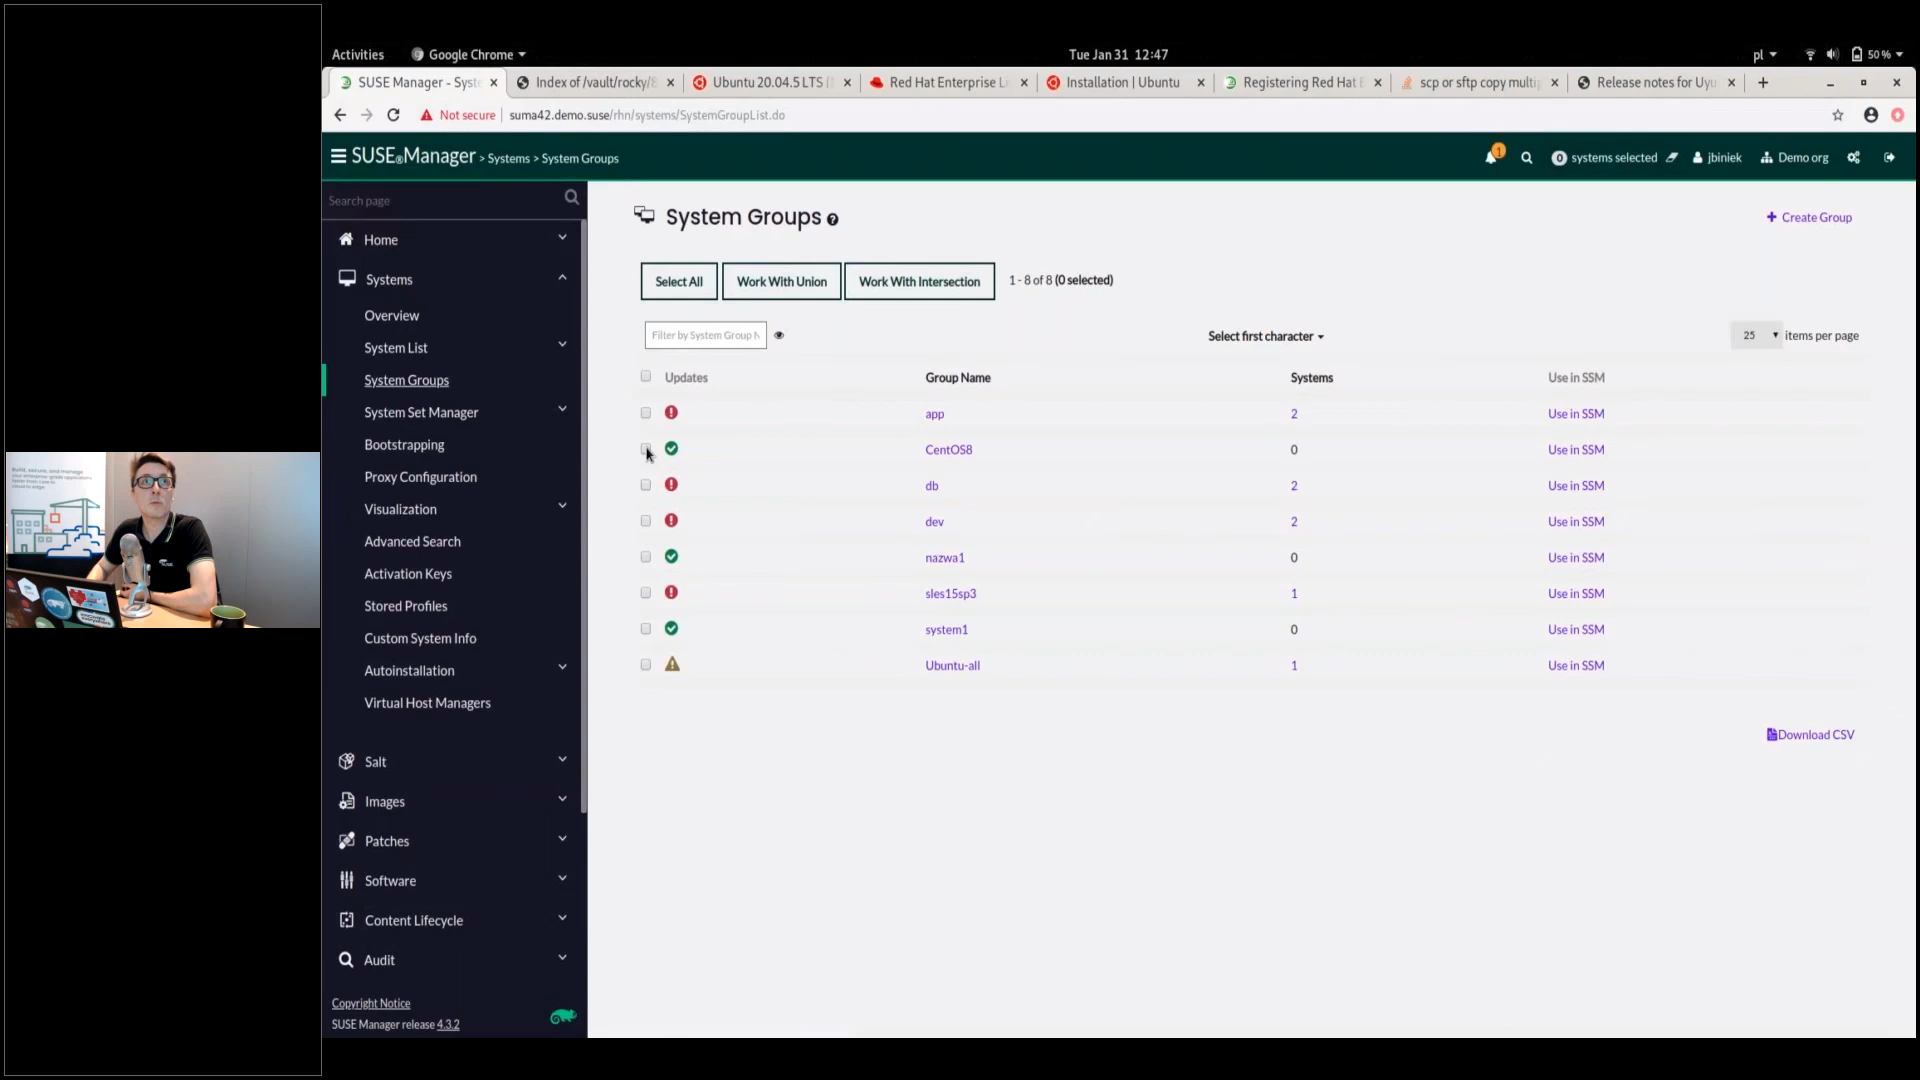 Activities Google Chrome Tue Jan 31 12:47 pl 50 %
SUSE Manager - Syste Index of /vault/rocky/8 Ubuntu 20.04.5 LTS ( Red Hat Enterprise L Installation | Ubuntu Registering Red Hat E scp or sftp copy multip Release notes for Uyu
Not secure suma42.demo.suse/rhn/systems/SystemGroupList.do
SUSE®Manager > Systems > System Groups 1 0 systems selected jbiniek Demo org
Search page
Home
Systems
Overview
System List
System Groups
System Set Manager
Bootstrapping
Proxy Configuration
Visualization
Advanced Search
Activation Keys
Stored Profiles
Custom System Info
Autoinstallation
Virtual Host Managers
Salt
Images
Patches
Software
Content Lifecycle
Audit
Copyright Notice
SUSE Manager release 4.3.2
System Groups
Create Group
Select All Work With Union Work With Intersection 1 - 8 of 8 (0 selected)
Filter by System Group N Select first character 25 items per page
Updates Group Name Systems Use in SSM
app 2 Use in SSM
CentOS8 0 Use in SSM
db 2 Use in SSM
dev 2 Use in SSM
nazwa1 0 Use in SSM
sles15sp3 1 Use in SSM
system1 0 Use in SSM
Ubuntu-all 1 Use in SSM
Download CSV